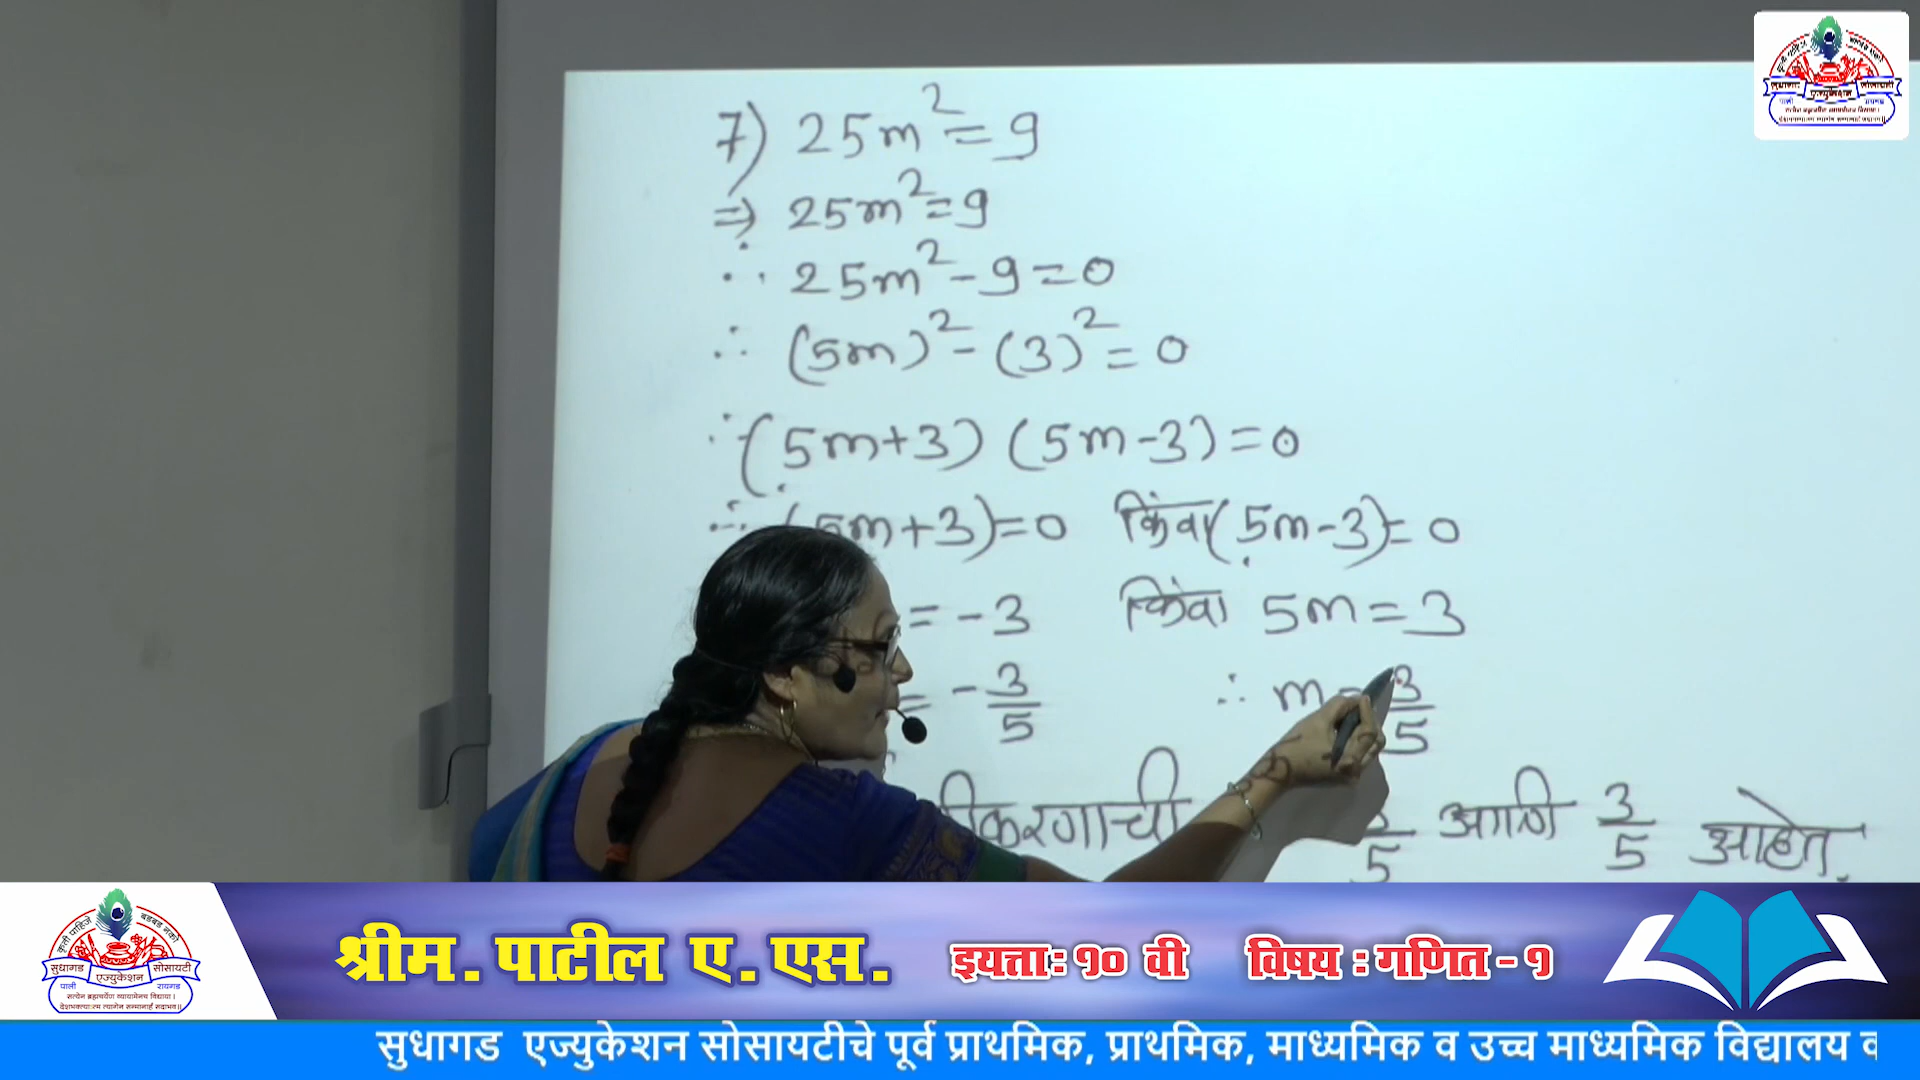 7) 25m² = 9
⇒ 25m² = 9
∴ 25m² - 9 = 0
∴ (5m)² - (3)² = 0
∴ (5m+3) (5m-3) = 0
∴ (5m+3) = 0 किंवा (5m-3) = 0
= -3 किंवा 5m = 3
= -3/5 ∴ m = 3/5
करणाची 5 आणि 3/5 आहेत.
श्रीम. पाटील ए. एस. इयत्ता: १० वी विषय : गणित - १
सुधागड एज्युकेशन सोसायटी
पाली रायगड
सुधागड एज्युकेशन सोसायटीचे पूर्व प्राथमिक, प्राथमिक, माध्यमिक व उच्च माध्यमिक विद्यालय व